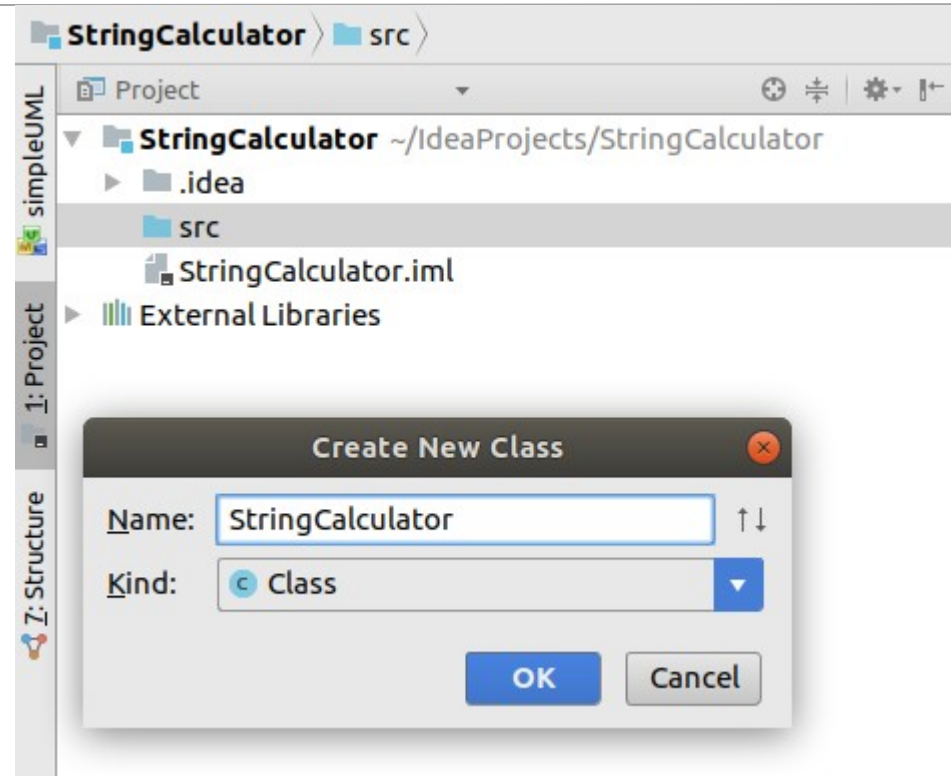 StringCalculator src
Project
StringCalculator ~/IdeaProjects/StringCalculator
.idea
src
StringCalculator.iml
External Libraries
simpleUML
1: Project
7: Structure
Create New Class
Name: StringCalculator
Kind: C Class
OK Cancel